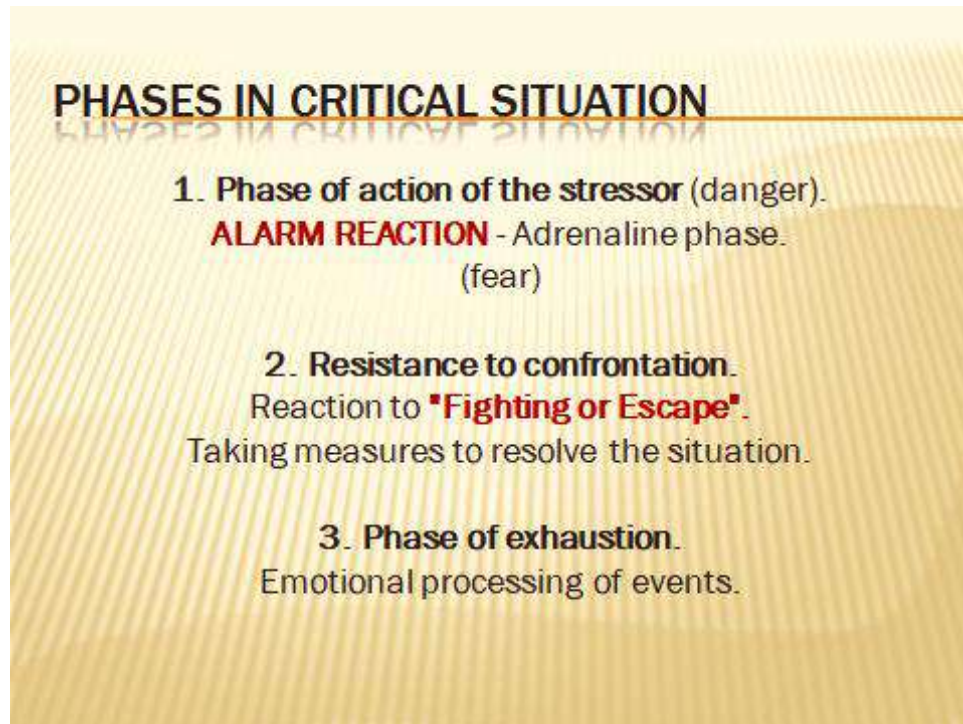 PHASES IN CRITICAL SITUATION
1. Phase of action of the stressor (danger).
ALARM REACTION - Adrenaline phase.
(fear)
2. Resistance to confrontation.
Reaction to "Fighting or Escape".
Taking measures to resolve the situation.
3. Phase of exhaustion.
Emotional processing of events.